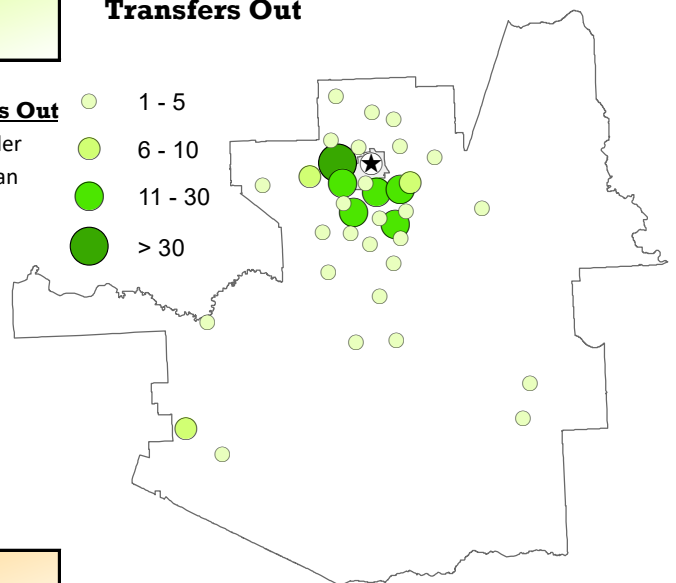 Transfers Out
s Out
ler
an
1 - 5
6 - 10
11 - 30
> 30